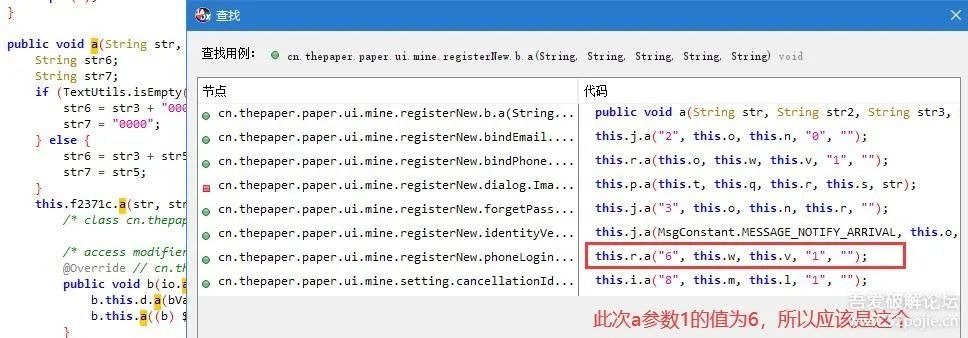 }
public void a(String str,
String str6;
String str7;
if (TextUtils.isEmpty(
str6 = str3 + "000
str7 = "0000";
} else {
str6 = str3 + str5
str7 = str5;
}
this.f2371c.a(str, str
/* class cn.thepape
/* access modifier
@Override // cn.th
public void b(io.a
b.this.d.a(bVa
b.this.a((b) $
}
查找
查找用例： cn.thepaper.paper.ui.mine.registerNew.b.a(String, String, String, String, String) void
节点 代码
cn.thepaper.paper.ui.mine.registerNew.b.a(String... public void a(String str, String str2, String str3,
cn.thepaper.paper.ui.mine.registerNew.bindEmail.... this.j.a("2", this.o, this.n, "0", "");
cn.thepaper.paper.ui.mine.registerNew.bindPhone.... this.r.a(this.o, this.w, this.v, "1", "");
cn.thepaper.paper.ui.mine.registerNew.dialog.Ima... this.p.a(this.t, this.q, this.r, this.s, str);
cn.thepaper.paper.ui.mine.registerNew.forgetPass... this.j.a("3", this.o, this.n, this.r, "");
cn.thepaper.paper.ui.mine.registerNew.identityVe... this.j.a(MsgConstant.MESSAGE_NOTIFY_ARRIVAL, this.o,
cn.thepaper.paper.ui.mine.registerNew.phoneLogin... this.r.a("6", this.w, this.v, "1", "");
cn.thepaper.paper.ui.mine.setting.cancellationId... this.i.a("8", this.m, this.l, "1", "");
此次a参数1的值为6，所以应该是这个
吾爱破解论坛
www.52pojie.cn